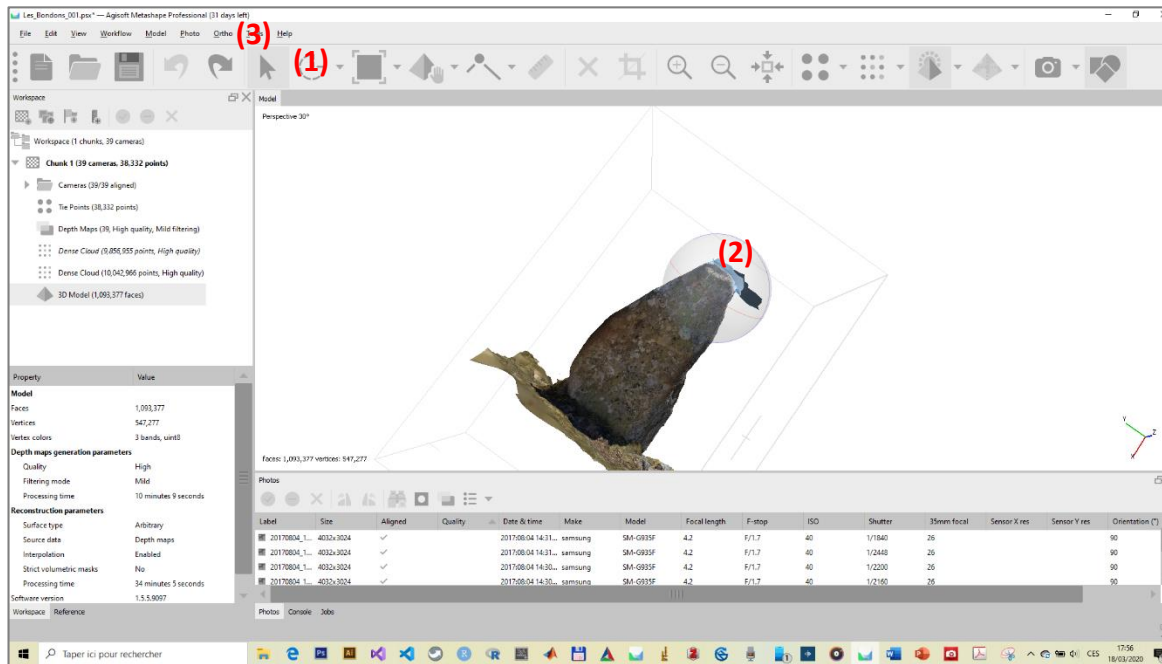 Les_Bondons_001.psx* — Agisoft Metashape Professional (31 days left)
File Edit View Workflow Model Photo Ortho Help
(3)
(1)
Workspace
Model
Workspace (1 chunks, 39 cameras)
Chunk 1 (39 cameras, 38,332 points)
Cameras (39/39 aligned)
Tie Points (38,332 points)
Depth Maps (39, High quality, Mild filtering)
Dense Cloud (9,856,955 points, High quality)
Dense Cloud (10,042,966 points, High quality)
3D Model (1,093,377 faces)
Perspective 30°
(2)
Y
Z
X
faces: 1,093,377 vertices: 547,277
Property Value
Model
Faces 1,093,377
Vertices 547,277
Vertex colors 3 bands, uint8
Depth maps generation parameters
Quality High
Filtering mode Mild
Processing time 10 minutes 9 seconds
Reconstruction parameters
Surface type Arbitrary
Source data Depth maps
Interpolation Enabled
Strict volumetric masks No
Processing time 34 minutes 5 seconds
Software version 1.5.5.9097
Workspace Reference
Photos
Label Size Aligned Quality Date & time Make Model Focal length F-stop ISO Shutter 35mm focal Sensor X res Sensor Y res Orientation (°)
20170804_1... 4032x3024 2017:08:04 14:31... samsung SM-G935F 4.2 F/1.7 40 1/1840 26 90
20170804_1... 4032x3024 2017:08:04 14:31... samsung SM-G935F 4.2 F/1.7 40 1/2448 26 90
20170804_1... 4032x3024 2017:08:04 14:30... samsung SM-G935F 4.2 F/1.7 40 1/2200 26 90
20170804_1... 4032x3024 2017:08:04 14:30... samsung SM-G935F 4.2 F/1.7 40 1/2160 26 90
Photos Console Jobs
Taper ici pour rechercher
CES
17:56
18/03/2020